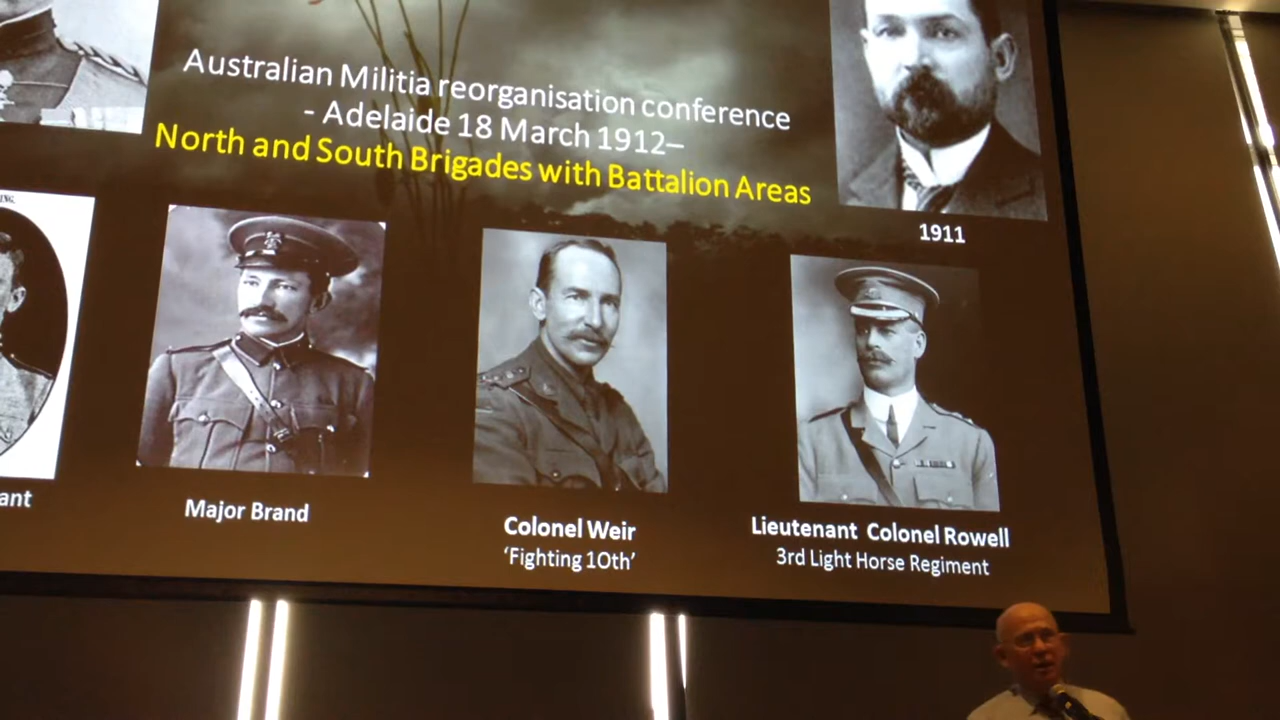 Australian Militia reorganisation conference
- Adelaide 18 March 1912–
North and South Brigades with Battalion Areas
1911
Major Brand
Colonel Weir
'Fighting 10th'
Lieutenant Colonel Rowell
3rd Light Horse Regiment